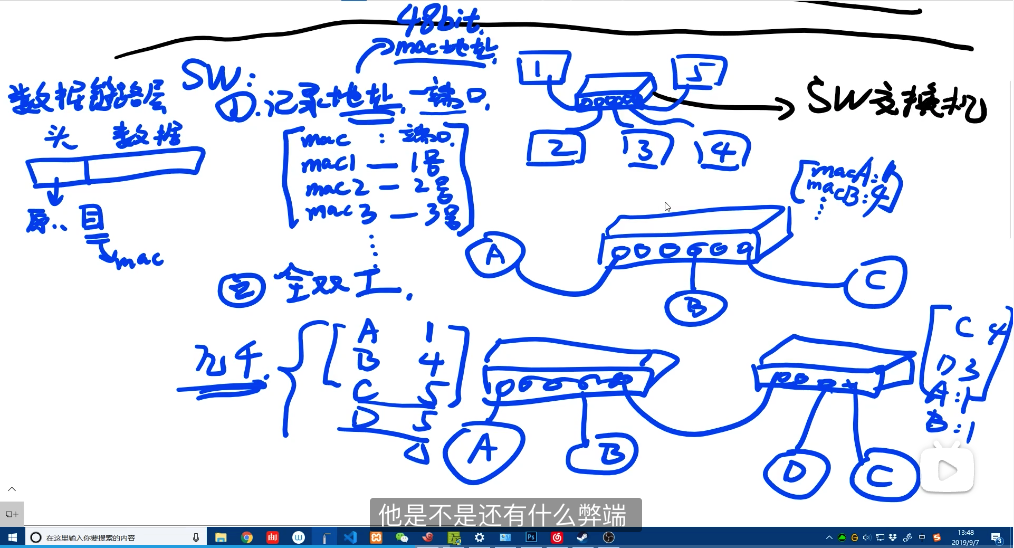 48bit.
mac地址.
SW:
数据链路层
头 数据
原.. 目
mac
①.记录地址,端口.
mac : 端口.
mac1 — 1号
mac2 — 2号
mac3 — 3号
② 全双工.
1
5
2
3
4
SW交换机
macA:1
macB:4
A
B
C
几千.
A 1
B 4
C 5
D 5
A
B
D
C
C 4
D 3
A:1
B:1
他是不是还有什么弊端
在这里输入你要搜索的内容
13:48
2019/9/7